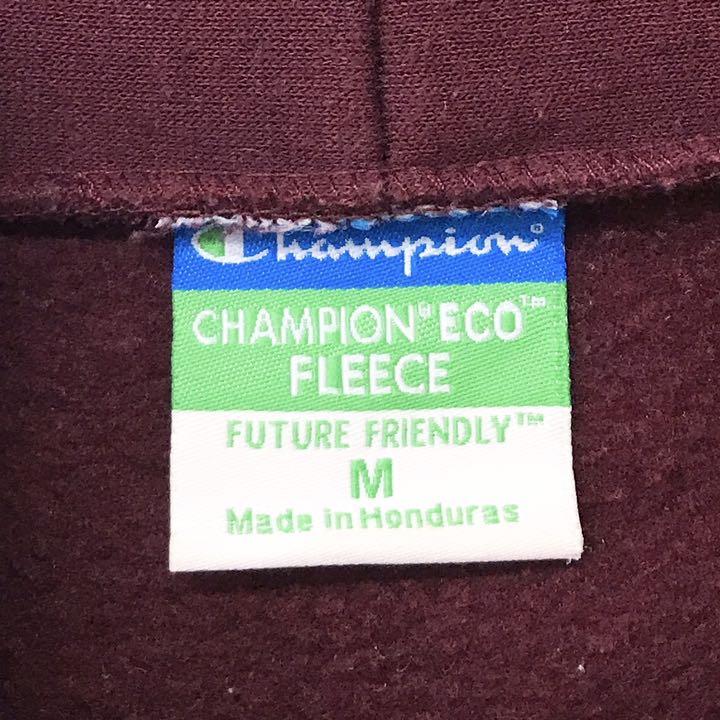 Champion®
CHAMPION® ECO™
FLEECE
FUTURE FRIENDLY™
M
Made in Honduras